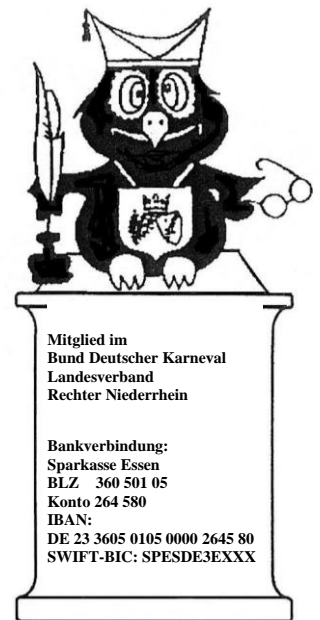 Mitglied im
Bund Deutscher Karneval
Landesverband
Rechter Niederrhein
Bankverbindung:
Sparkasse Essen
BLZ 360 501 05
Konto 264 580
IBAN:
DE 23 3605 0105 0000 2645 80
SWIFT-BIC: SPESDE3EXXX